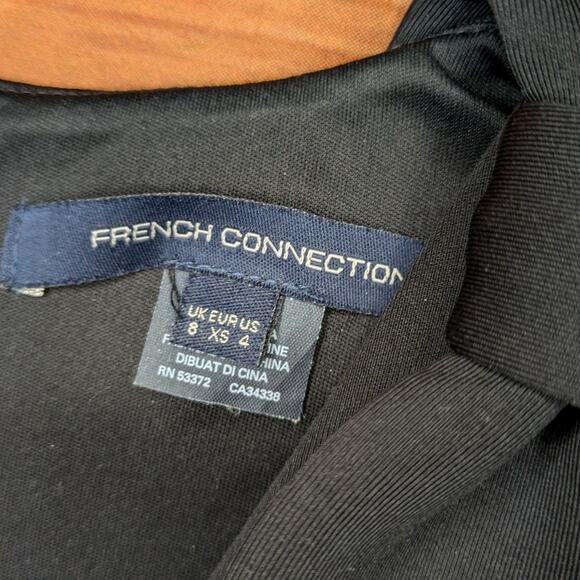 FRENCH CONNECTION
UK EUR US
8 XS 4
DIBUAT DI CINA
RN 53372 CA34338